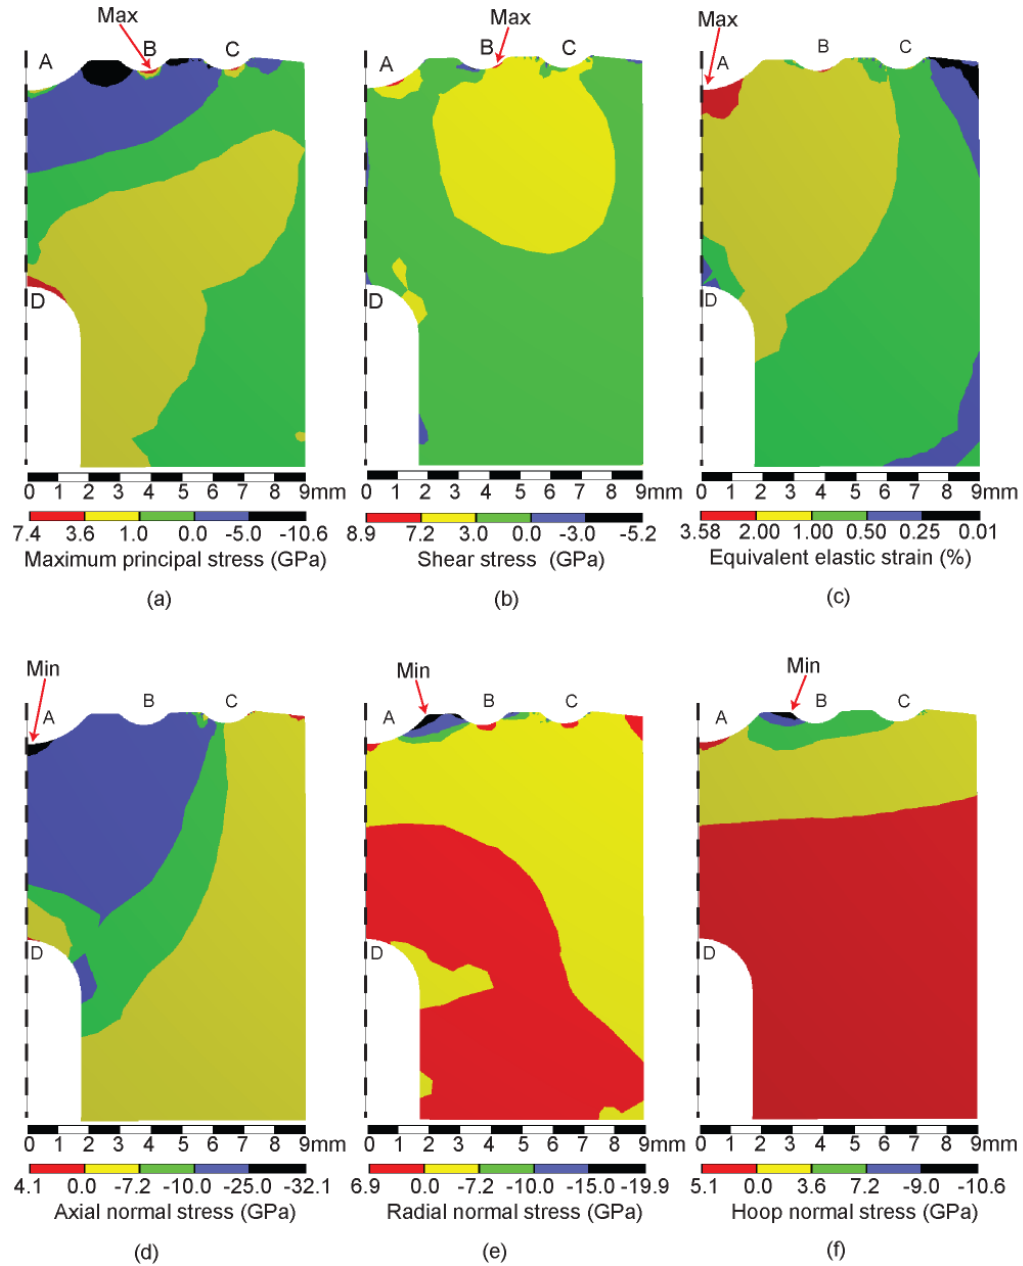 Max
A B C
D
0 1 2 3 4 5 6 7 8 9mm
7.4 3.6 1.0 0.0 -5.0 -10.6
Maximum principal stress (GPa)
(a)
Max
A B C
D
0 1 2 3 4 5 6 7 8 9mm
8.9 7.2 3.0 0.0 -3.0 -5.2
Shear stress (GPa)
(b)
Max
A B C
D
0 1 2 3 4 5 6 7 8 9mm
3.58 2.00 1.00 0.50 0.25 0.01
Equivalent elastic strain (%)
(c)
Min
A B C
D
0 1 2 3 4 5 6 7 8 9mm
4.1 0.0 -7.2 -10.0 -25.0 -32.1
Axial normal stress (GPa)
(d)
Min
A B C
D
0 1 2 3 4 5 6 7 8 9mm
6.9 0.0 -7.2 -10.0 -15.0 -19.9
Radial normal stress (GPa)
(e)
Min
A B C
D
0 1 2 3 4 5 6 7 8 9mm
5.1 0.0 3.6 7.2 -9.0 -10.6
Hoop normal stress (GPa)
(f)